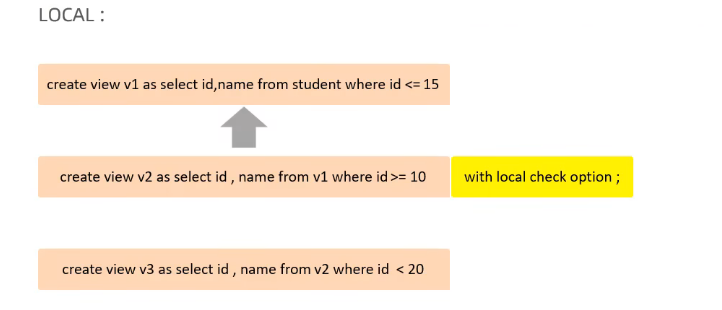 LOCAL :
create view v1 as select id,name from student where id <= 15
create view v2 as select id , name from v1 where id >= 10 with local check option ;
create view v3 as select id , name from v2 where id < 20